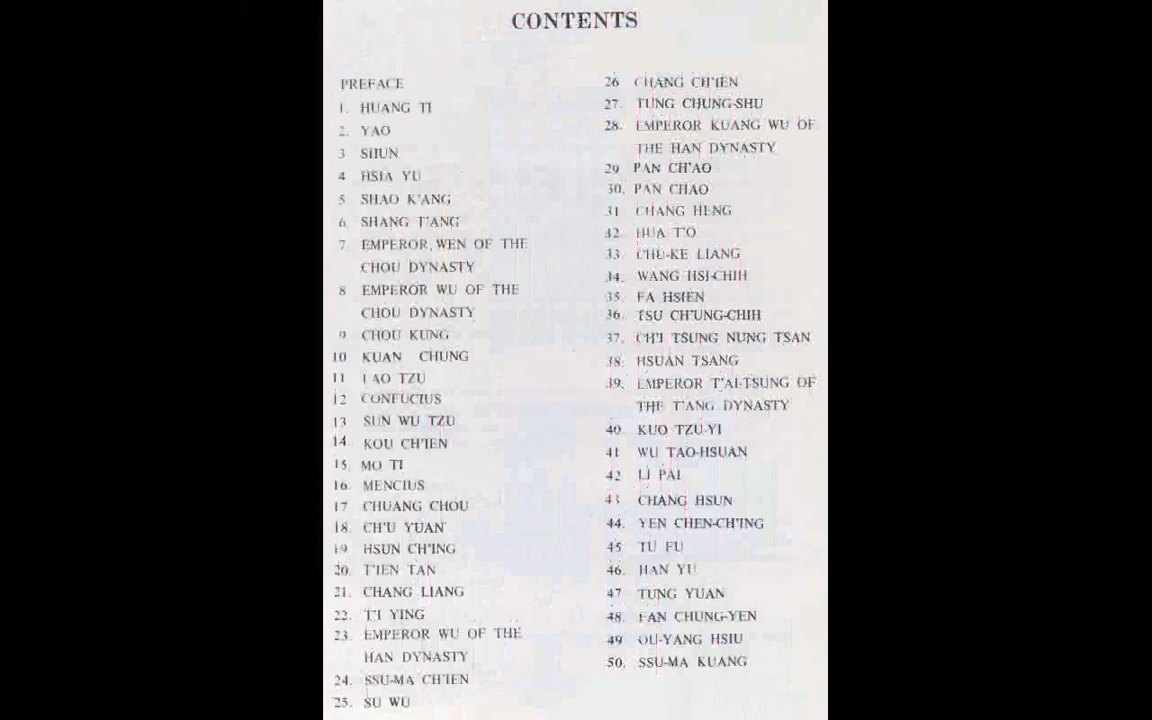 CONTENTS
PREFACE
1. HUANG TI
2. YAO
3 SHUN
4 HSIA YU
5 SHAO K'ANG
6. SHANG T'ANG
7 EMPEROR WEN OF THE
CHOU DYNASTY
8 EMPEROR WU OF THE
CHOU DYNASTY
9 CHOU KUNG
10 KUAN CHUNG
11 LAO TZU
12 CONFUCIUS
13 SUN WU TZU
14. KOU CH'IEN
15. MO TI
16. MENCIUS
17 CHUANG CHOU
18. CH'U YUAN
19 HSUN CH'ING
20. T'IEN TAN
21. CHANG LIANG
22. T'I YING
23. EMPEROR WU OF THE
HAN DYNASTY
24. SSU-MA CH'IEN
25. SU WU
26 CHANG CH'IEN
27. TUNG CHUNG-SHU
28. EMPEROR KUANG WU OF
THE HAN DYNASTY
29 PAN CH'AO
30. PAN CHAO
31 CHANG HENG
32. HUA T'O
33. CHU-KE LIANG
34. WANG HSI-CHIH
35. FA HSIEN
36. TSU CH'UNG-CHIH
37. CH'I TSUNG NUNG TSAN
38. HSUAN TSANG
39. EMPEROR T'AI-TSUNG OF
THE T'ANG DYNASTY
40. KUO TZU-YI
41 WU TAO-HSUAN
42 LI PAI
43 CHANG HSUN
44. YEN CHEN-CH'ING
45 TU FU
46. HAN YU
47 TUNG YUAN
48. FAN CHUNG-YEN
49 OU-YANG HSIU
50. SSU-MA KUANG